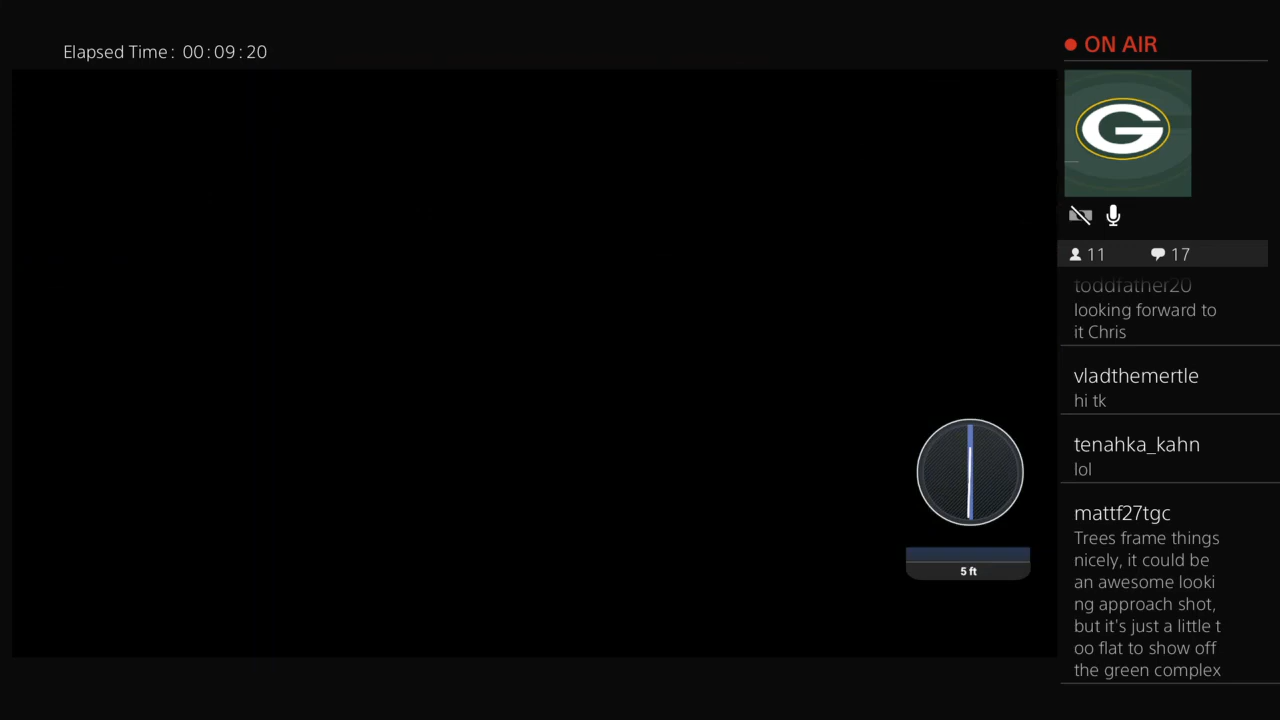 Elapsed Time: 00:09:20
ON AIR
G
11 17
toddfather20
looking forward to
it Chris
vladthemertle
hi tk
tenahka_kahn
lol
mattf27tgc
Trees frame things
nicely, it could be
an awesome looki
ng approach shot,
but it's just a little t
oo flat to show off
the green complex
5 ft